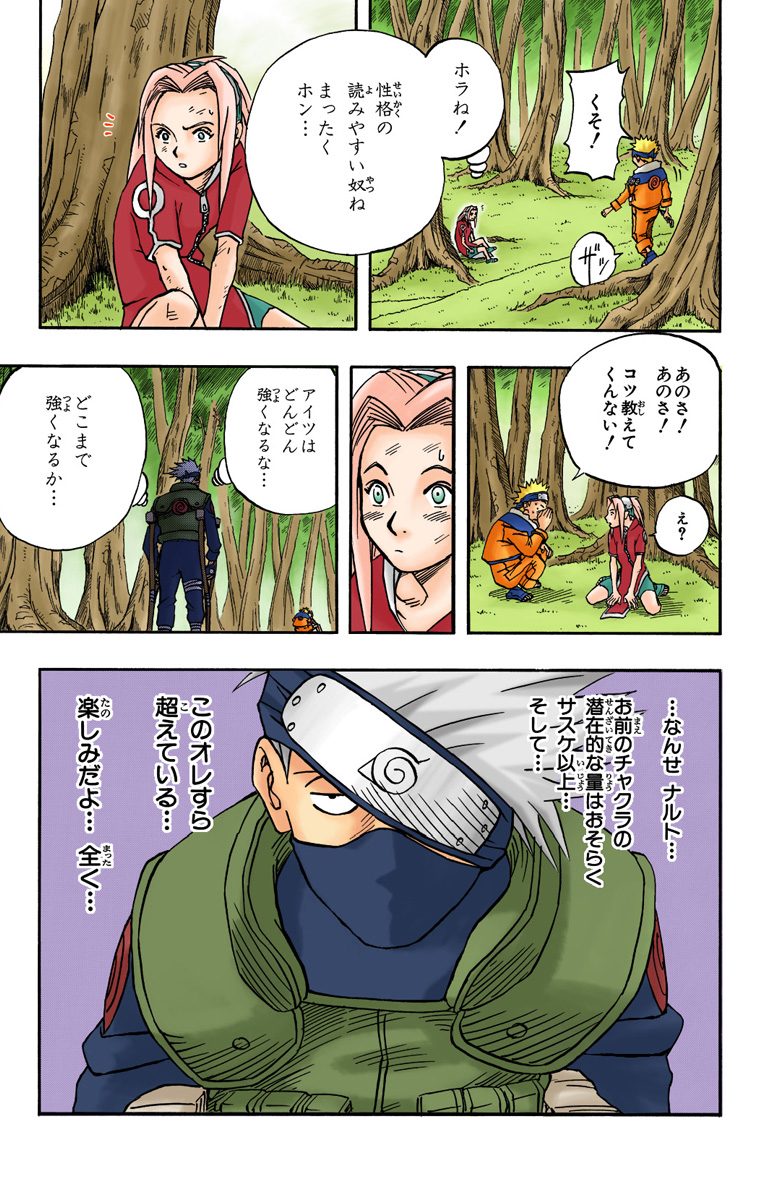 くそ！
ザッ
ホラね！
性格の
読みやすい奴ね
まったく
ホン…
あのさ！
あのさ！
コツ教えて
くんない！
え？
アイツは
どんどん
強くなるな…
どこまで
強くなるか…
…なんせ ナルト…
お前のチャクラの
潜在的な量はおそらく
サスケ以上…
そして…
このオレすら
超えている…
楽しみだよ… 全く…